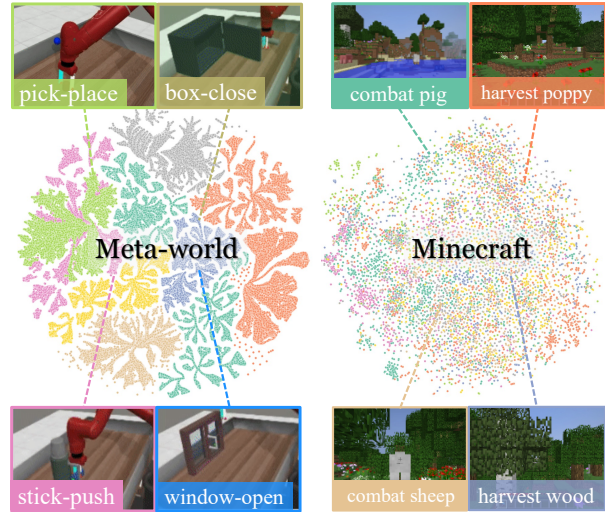 pick-place
box-close
combat pig
harvest poppy
Meta-world
Minecraft
stick-push
window-open
combat sheep
harvest wood